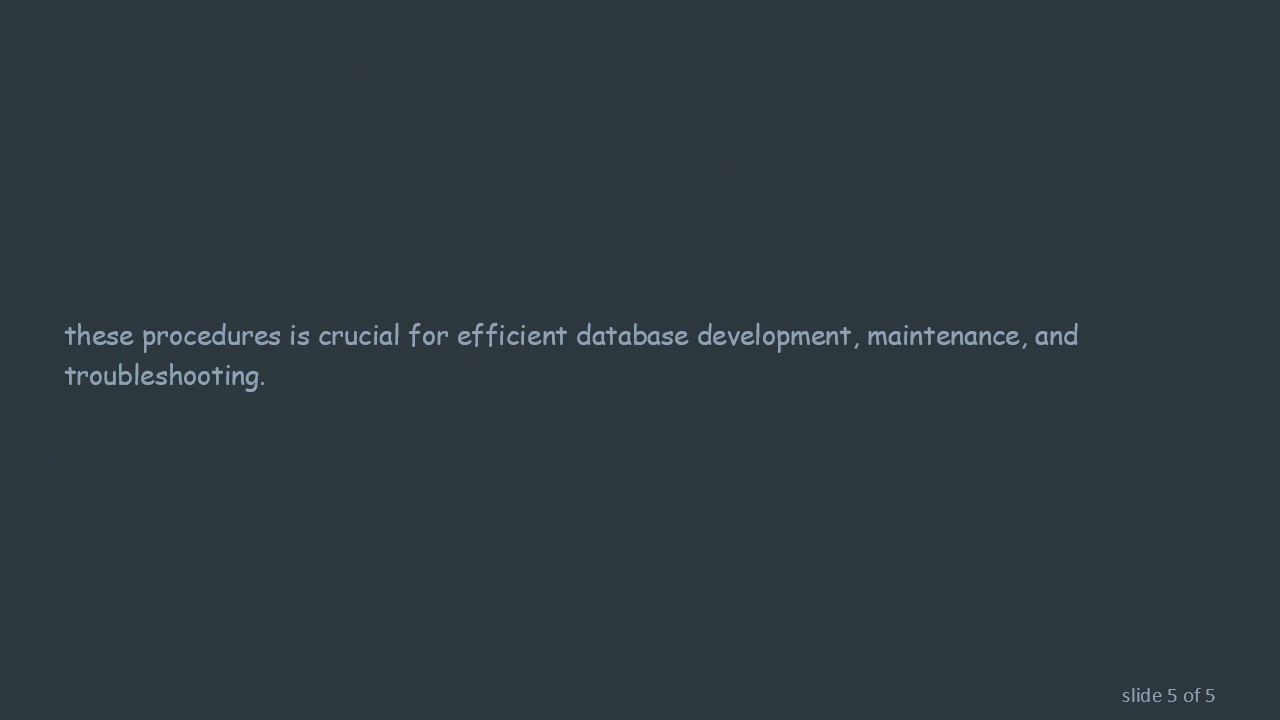 these procedures is crucial for efficient database development, maintenance, and
troubleshooting.
slide 5 of 5